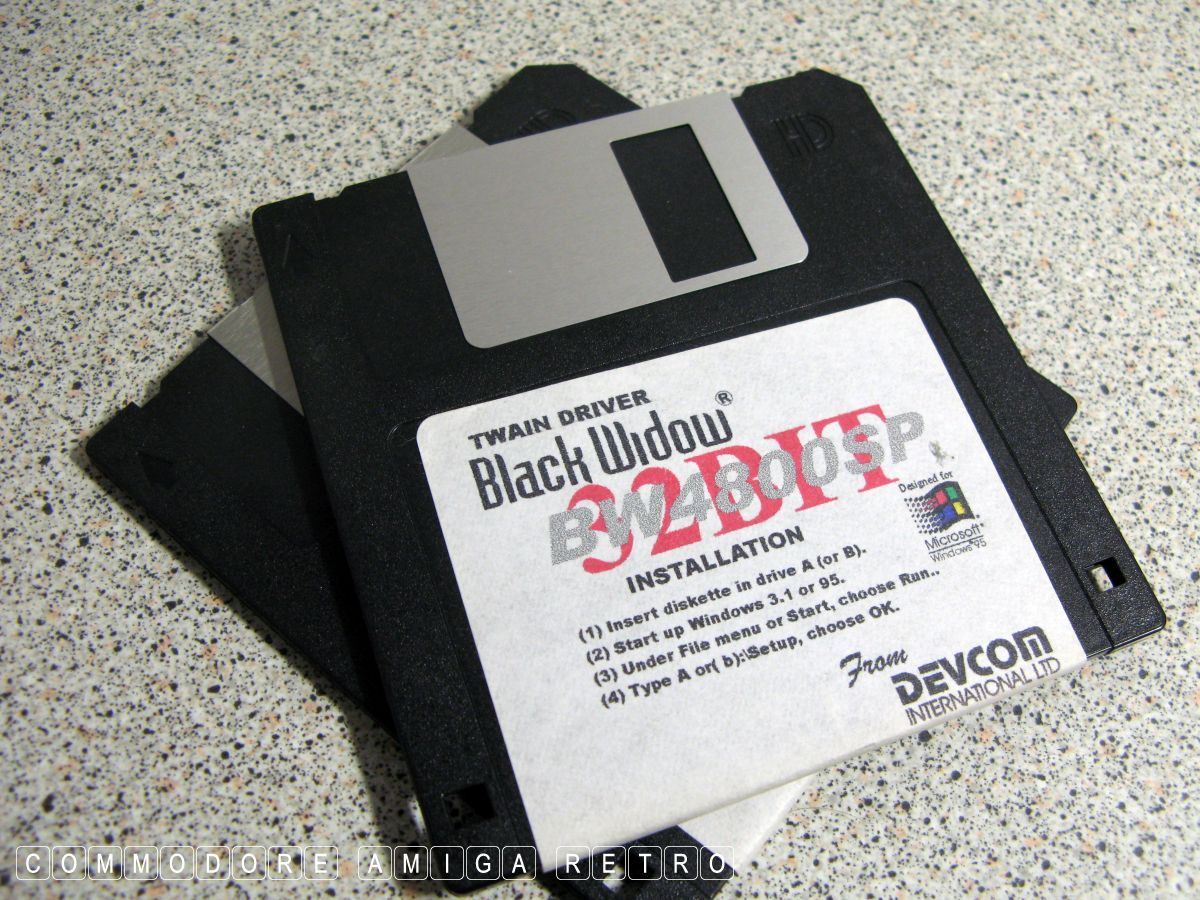 HD
HD
TWAIN DRIVER
Black Widow®
32BIT
BW4800SP
Designed for
Microsoft®
Windows®95
INSTALLATION
(1) Insert diskette in drive A (or B).
(2) Start up Windows 3.1 or 95.
(3) Under File menu or Start, choose Run..
(4) Type A or( b):\Setup, choose OK.
From DEVCOM
INTERNATIONAL LTD
COMMODORE AMIGA RETRO